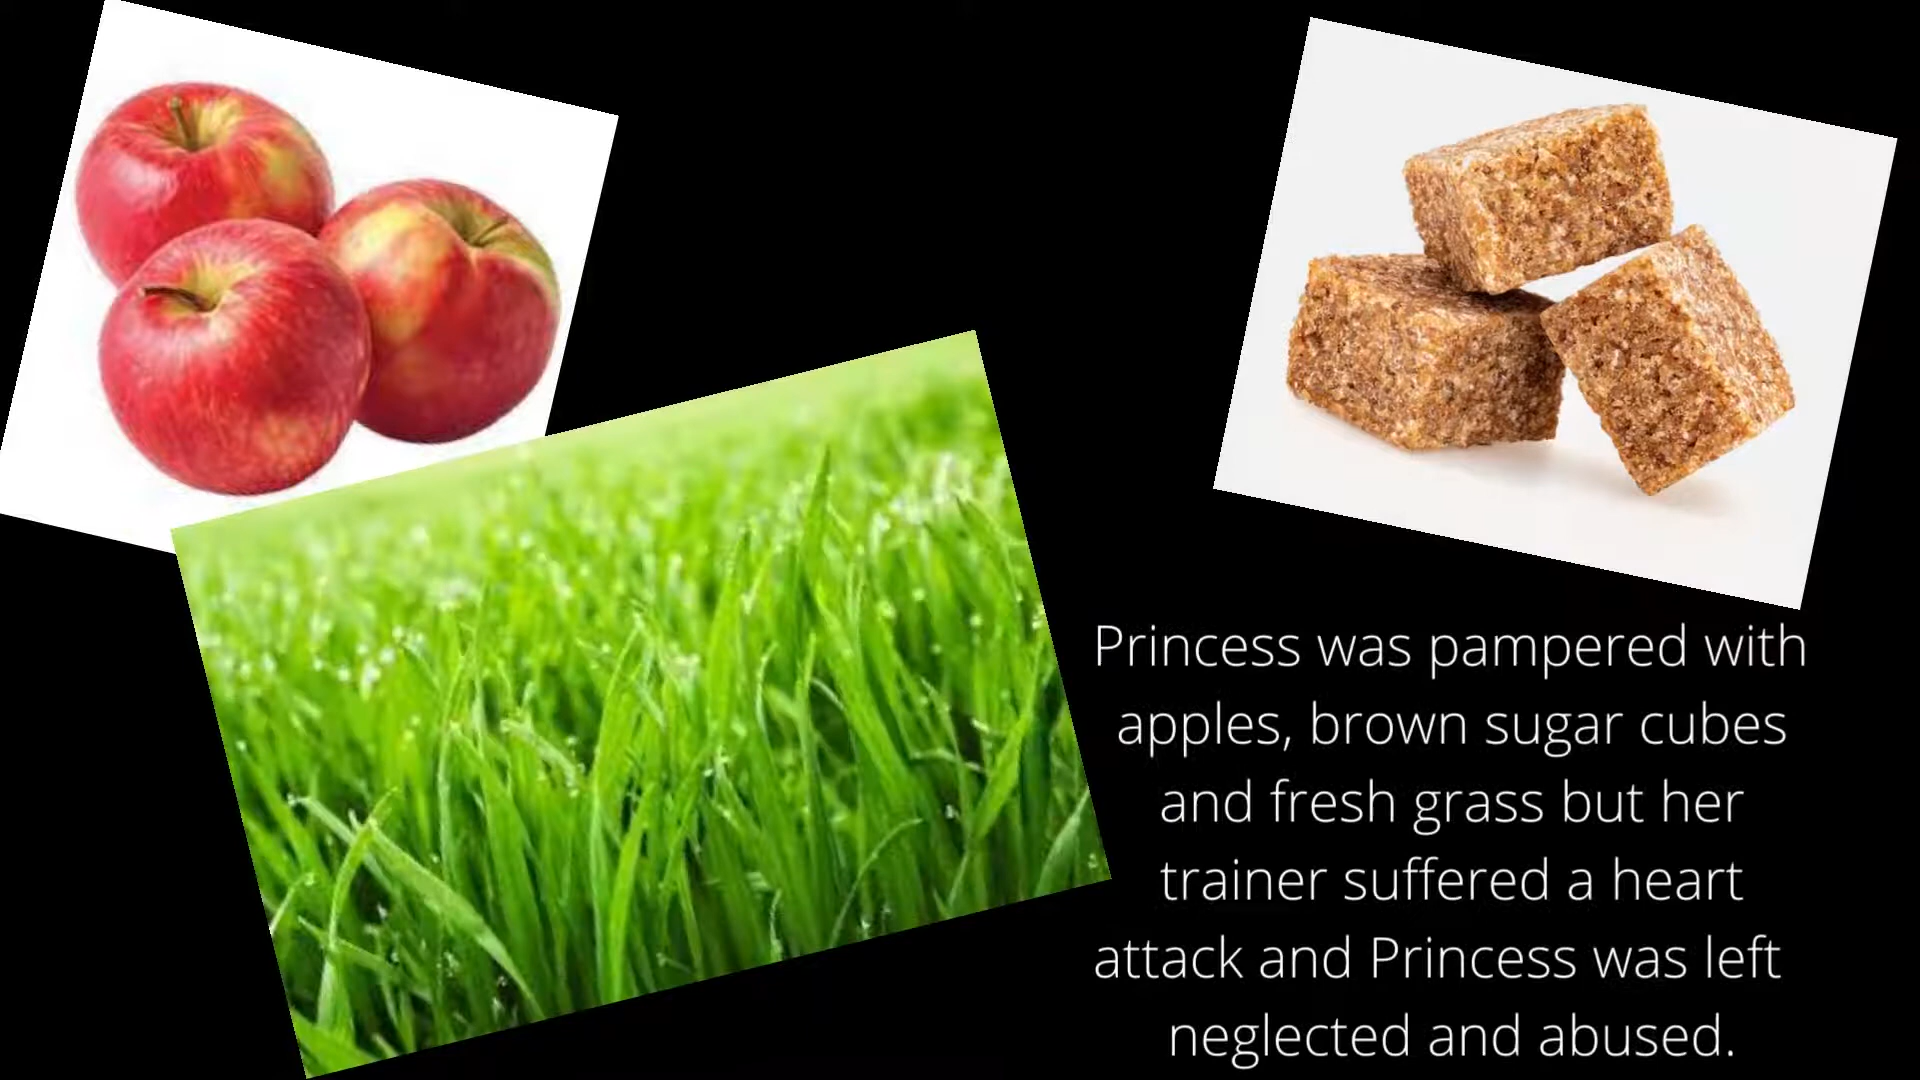 Princess was pampered with
apples, brown sugar cubes
and fresh grass but her
trainer suffered a heart
attack and Princess was left
neglected and abused.